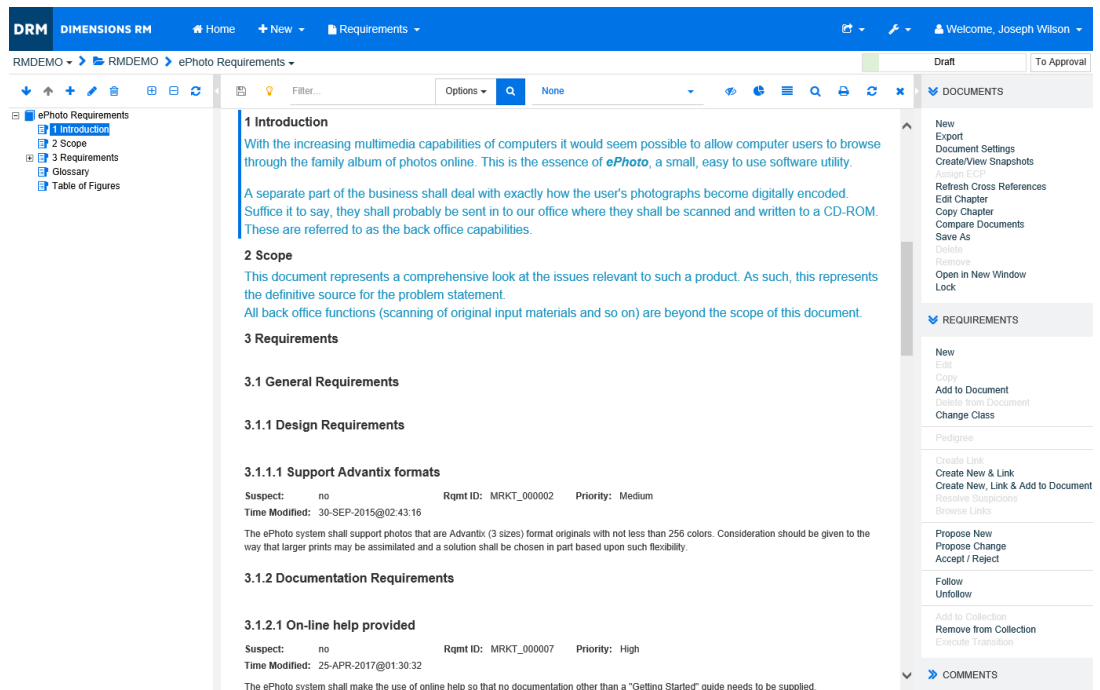 DRM DIMENSIONS RM Home New Requirements Welcome, Joseph Wilson
RMDEMO RMDEMO ePhoto Requirements Draft To Approval
Filter... Options None
ePhoto Requirements
1 Introduction
2 Scope
3 Requirements
Glossary
Table of Figures
1 Introduction
With the increasing multimedia capabilities of computers it would seem possible to allow computer users to browse
through the family album of photos online. This is the essence of ePhoto, a small, easy to use software utility.
A separate part of the business shall deal with exactly how the user's photographs become digitally encoded.
Suffice it to say, they shall probably be sent in to our office where they shall be scanned and written to a CD-ROM.
These are referred to as the back office capabilities.
2 Scope
This document represents a comprehensive look at the issues relevant to such a product. As such, this represents
the definitive source for the problem statement.
All back office functions (scanning of original input materials and so on) are beyond the scope of this document.
3 Requirements
3.1 General Requirements
3.1.1 Design Requirements
3.1.1.1 Support Advantix formats
Suspect: no Rqmt ID: MRKT_000002 Priority: Medium
Time Modified: 30-SEP-2015@02:43:16
The ePhoto system shall support photos that are Advantix (3 sizes) format originals with not less than 256 colors. Consideration should be given to the
way that larger prints may be assimilated and a solution shall be chosen in part based upon such flexibility.
3.1.2 Documentation Requirements
3.1.2.1 On-line help provided
Suspect: no Rqmt ID: MRKT_000007 Priority: High
Time Modified: 25-APR-2017@01:30:32
The ePhoto system shall make the use of online help so that no documentation other than a "Getting Started" guide needs to be supplied.
DOCUMENTS
New
Export
Document Settings
Create/View Snapshots
Assign ECP
Refresh Cross References
Edit Chapter
Copy Chapter
Compare Documents
Save As
Delete
Remove
Open in New Window
Lock
REQUIREMENTS
New
Edit
Copy
Add to Document
Delete from Document
Change Class
Pedigree
Create Link
Create New & Link
Create New, Link & Add to Document
Resolve Suspicions
Browse Links
Propose New
Propose Change
Accept / Reject
Follow
Unfollow
Add to Collection
Remove from Collection
Execute Transition
COMMENTS